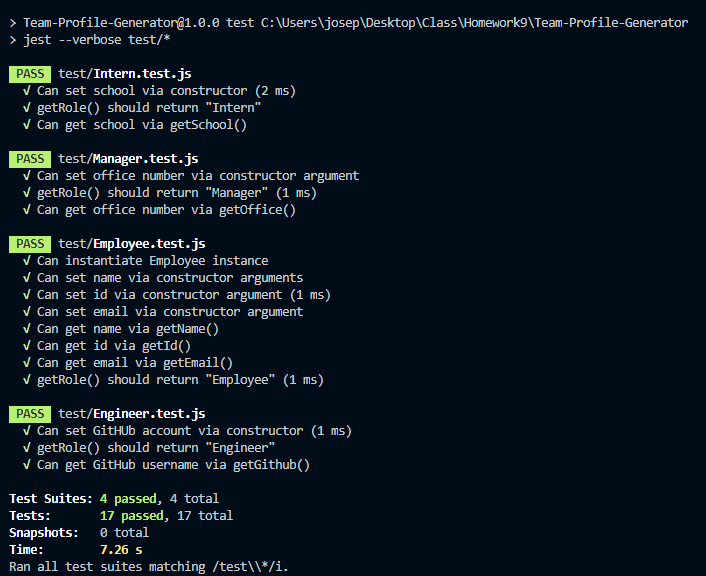 > Team-Profile-Generator@1.0.0 test C:\Users\josep\Desktop\Class\Homework9\Team-Profile-Generator
> jest --verbose test/*
PASS test/Intern.test.js
√ Can set school via constructor (2 ms)
√ getRole() should return "Intern"
√ Can get school via getSchool()
PASS test/Manager.test.js
√ Can set office number via constructor argument
√ getRole() should return "Manager" (1 ms)
√ Can get office number via getOffice()
PASS test/Employee.test.js
√ Can instantiate Employee instance
√ Can set name via constructor arguments
√ Can set id via constructor argument (1 ms)
√ Can set email via constructor argument
√ Can get name via getName()
√ Can get id via getId()
√ Can get email via getEmail()
√ getRole() should return "Employee" (1 ms)
PASS test/Engineer.test.js
√ Can set GitHUb account via constructor (1 ms)
√ getRole() should return "Engineer"
√ Can get GitHub username via getGithub()
Test Suites: 4 passed, 4 total
Tests: 17 passed, 17 total
Snapshots: 0 total
Time: 7.26 s
Ran all test suites matching /test\\*/i.